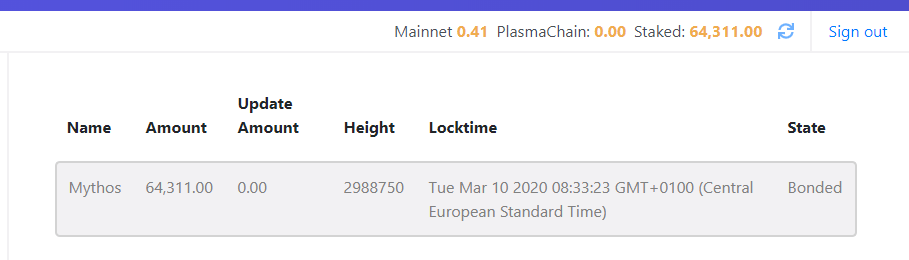 Mainnet 0.41 PlasmaChain: 0.00 Staked: 64,311.00 Sign out
Name Amount Update Amount Height Locktime State
Mythos 64,311.00 0.00 2988750 Tue Mar 10 2020 08:33:23 GMT+0100 (Central Bonded
European Standard Time)